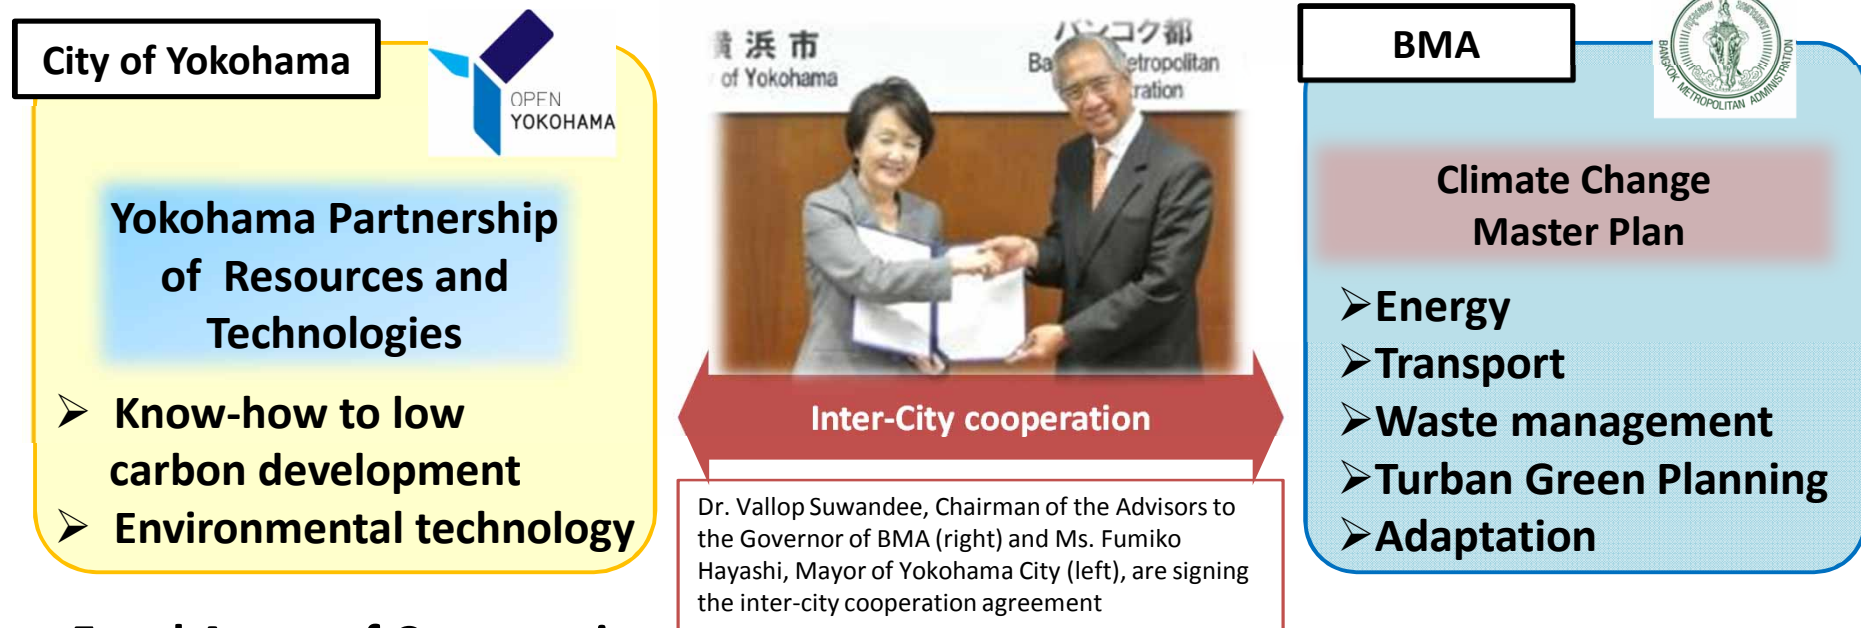 City of Yokohama
OPEN
YOKOHAMA
Yokohama Partnership
of Resources and
Technologies
➢ Know-how to low
carbon development
➢ Environmental technology
浜市
of Yokohama
バンコク都
etropolitan
ration
Inter-City cooperation
Dr. Vallop Suwandee, Chairman of the Advisors to
the Governor of BMA (right) and Ms. Fumiko
Hayashi, Mayor of Yokohama City (left), are signing
the inter-city cooperation agreement
BMA
BANGKOK METROPOLITAN ADMINISTRATION
Climate Change
Master Plan
➢Energy
➢Transport
➢Waste management
➢Turban Green Planning
➢Adaptation